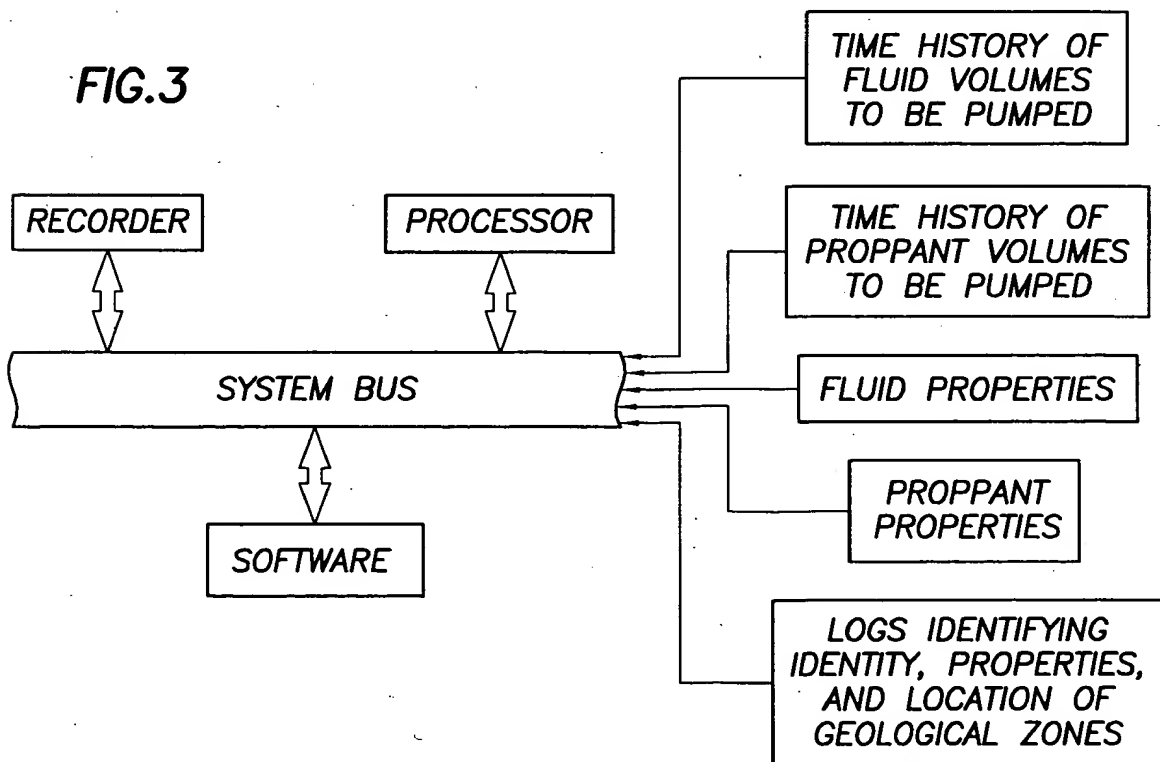 FIG.3
TIME HISTORY OF
FLUID VOLUMES
TO BE PUMPED
RECORDER
PROCESSOR
TIME HISTORY OF
PROPPANT VOLUMES
TO BE PUMPED
SYSTEM BUS
FLUID PROPERTIES
PROPPANT
PROPERTIES
SOFTWARE
LOGS IDENTIFYING
IDENTITY, PROPERTIES,
AND LOCATION OF
GEOLOGICAL ZONES